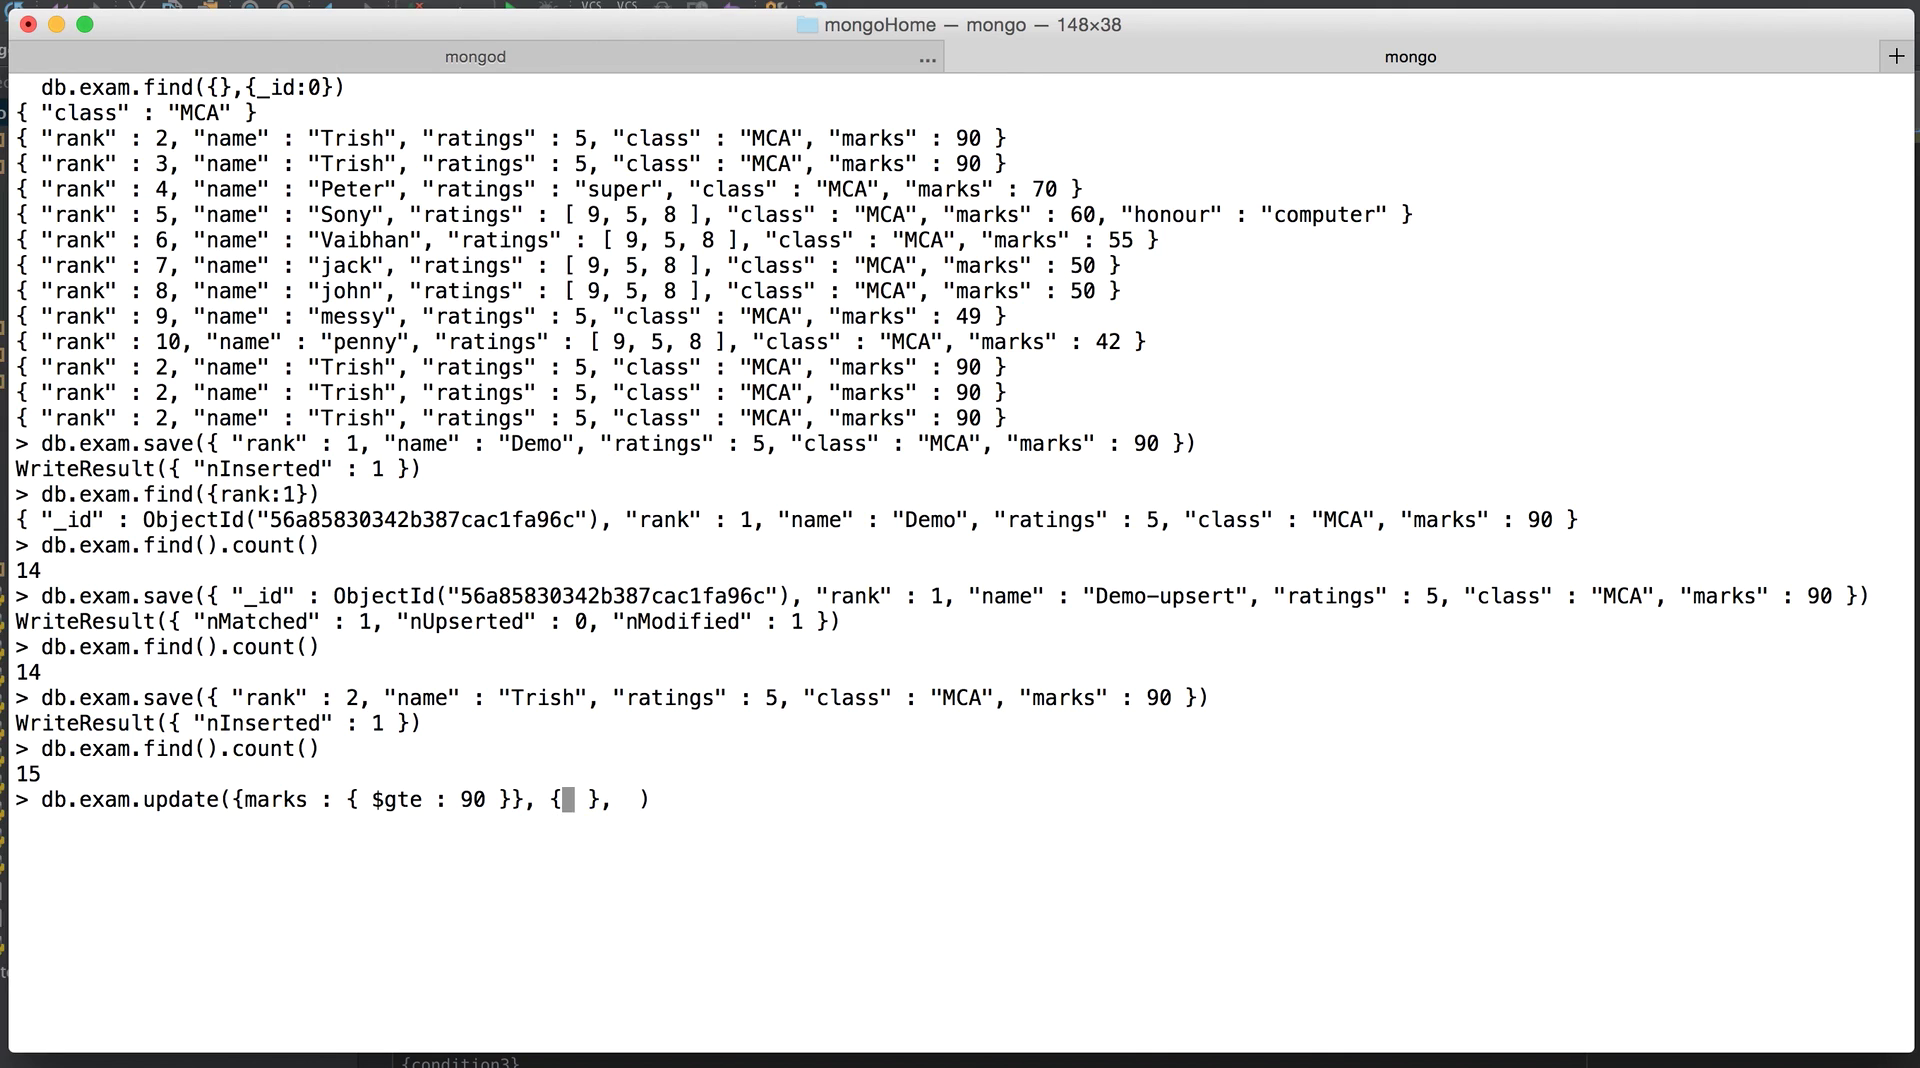 VCS VCS
mongoHome — mongo — 148×38
mongod ... mongo +
db.exam.find({},{_id:0})
{ "class" : "MCA" }
{ "rank" : 2, "name" : "Trish", "ratings" : 5, "class" : "MCA", "marks" : 90 }
{ "rank" : 3, "name" : "Trish", "ratings" : 5, "class" : "MCA", "marks" : 90 }
{ "rank" : 4, "name" : "Peter", "ratings" : "super", "class" : "MCA", "marks" : 70 }
{ "rank" : 5, "name" : "Sony", "ratings" : [ 9, 5, 8 ], "class" : "MCA", "marks" : 60, "honour" : "computer" }
{ "rank" : 6, "name" : "Vaibhan", "ratings" : [ 9, 5, 8 ], "class" : "MCA", "marks" : 55 }
{ "rank" : 7, "name" : "jack", "ratings" : [ 9, 5, 8 ], "class" : "MCA", "marks" : 50 }
{ "rank" : 8, "name" : "john", "ratings" : [ 9, 5, 8 ], "class" : "MCA", "marks" : 50 }
{ "rank" : 9, "name" : "messy", "ratings" : 5, "class" : "MCA", "marks" : 49 }
{ "rank" : 10, "name" : "penny", "ratings" : [ 9, 5, 8 ], "class" : "MCA", "marks" : 42 }
{ "rank" : 2, "name" : "Trish", "ratings" : 5, "class" : "MCA", "marks" : 90 }
{ "rank" : 2, "name" : "Trish", "ratings" : 5, "class" : "MCA", "marks" : 90 }
{ "rank" : 2, "name" : "Trish", "ratings" : 5, "class" : "MCA", "marks" : 90 }
> db.exam.save({ "rank" : 1, "name" : "Demo", "ratings" : 5, "class" : "MCA", "marks" : 90 })
WriteResult({ "nInserted" : 1 })
> db.exam.find({rank:1})
{ "_id" : ObjectId("56a85830342b387cac1fa96c"), "rank" : 1, "name" : "Demo", "ratings" : 5, "class" : "MCA", "marks" : 90 }
> db.exam.find().count()
14
> db.exam.save({ "_id" : ObjectId("56a85830342b387cac1fa96c"), "rank" : 1, "name" : "Demo-upsert", "ratings" : 5, "class" : "MCA", "marks" : 90 })
WriteResult({ "nMatched" : 1, "nUpserted" : 0, "nModified" : 1 })
> db.exam.find().count()
14
> db.exam.save({ "rank" : 2, "name" : "Trish", "ratings" : 5, "class" : "MCA", "marks" : 90 })
WriteResult({ "nInserted" : 1 })
> db.exam.find().count()
15
> db.exam.update({marks : { $gte : 90 }}, {  },  )
{condition3}